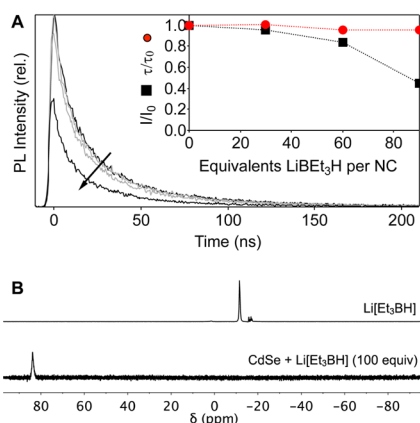 A
PL Intensity (rel.)
I/I₀ τ/τ₀
1.0
0.8
0.6
0.4
0.2
0.0
0 20 40 60 80
Equivalents LiBEt₃H per NC
0 50 100 150 200
Time (ns)
B
Li[Et₃BH]
CdSe + Li[Et₃BH] (100 equiv)
80 60 40 20 0 -20 -40 -60 -80
δ (ppm)